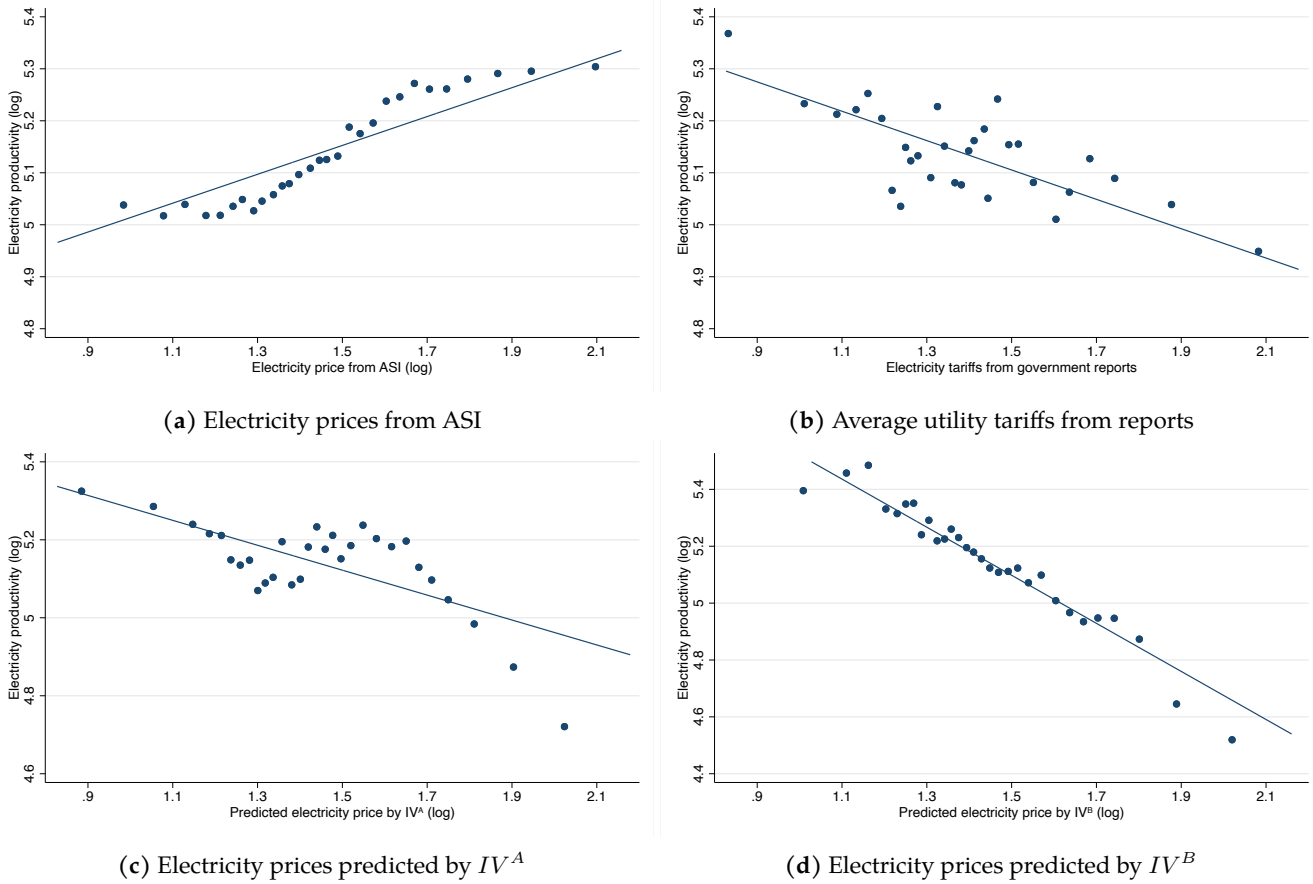 Electricity productivity (log)
5.4
5.3
5.2
5.1
5
4.9
4.8
.9 1.1 1.3 1.5 1.7 1.9 2.1
Electricity price from ASI (log)
(a) Electricity prices from ASI
Electricity productivity (log)
5.4
5.3
5.2
5.1
5
4.9
4.8
.9 1.1 1.3 1.5 1.7 1.9 2.1
Electricity tariffs from government reports
(b) Average utility tariffs from reports
Electricity productivity (log)
5.4
5.2
5
4.8
4.6
.9 1.1 1.3 1.5 1.7 1.9 2.1
Predicted electricity price by IVᴬ (log)
(c) Electricity prices predicted by IVᴬ
Electricity productivity (log)
5.4
5.2
5
4.8
4.6
4.4
.9 1.1 1.3 1.5 1.7 1.9 2.1
Predicted electricity price by IVᴮ (log)
(d) Electricity prices predicted by IVᴮ